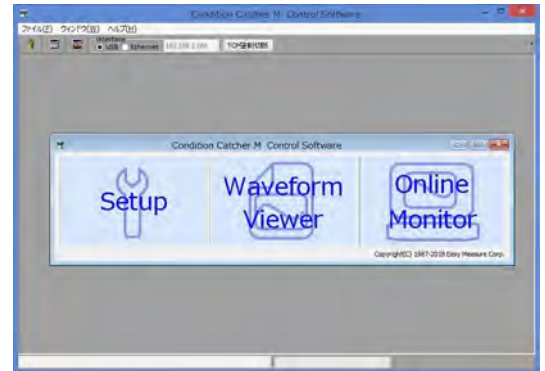 Condition Catcher M Control Software
ファイル(F) ウィンドウ(W) ヘルプ(H)
Interface
USB Ethernet
Condition Catcher M Control Software
Setup
Waveform
Viewer
Online
Monitor
Copyright(C) 1987-2018 Easy Measure Corp.